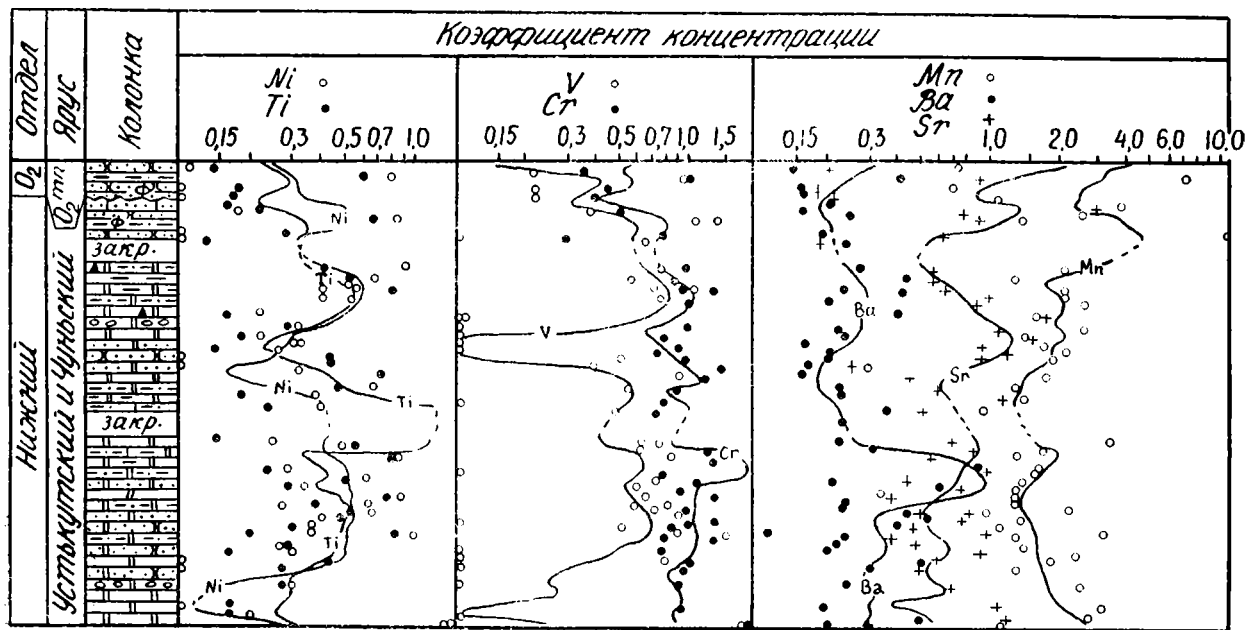 Отдел
Ярус
Колонка
Коэффициент концентрации
Ni ○
Ti ●
0,15 0,3 0,5 0,7 1.0
V ○
Cr ●
0,15 0,3 0,5 0,7 1.0 1,5
Mn ○
Ba ●
Sr +
0,15 0,3 1,0 2.0 4,0 10.0
O₂
O₂ᵐⁿ
Нижний
Устькутский и Чуньский
закр.
закр.
Ni
Ti
Ni
Ti
Ti
Ni
V
Cr
Mn
Ba
Sr
Ba